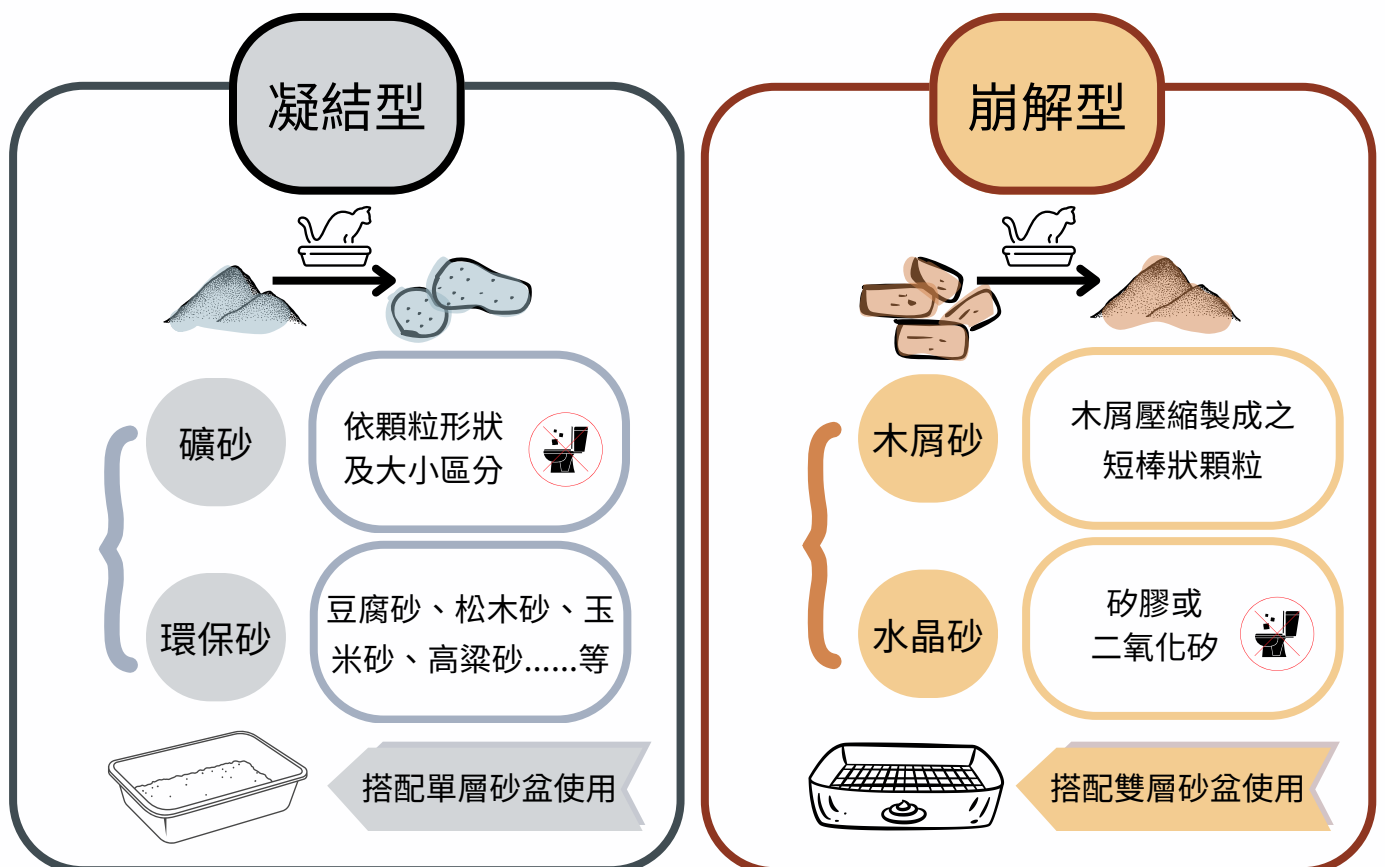 凝結型
礦砂
依顆粒形狀
及大小區分
環保砂
豆腐砂、松木砂、玉
米砂、高粱砂......等
搭配單層砂盆使用
崩解型
木屑砂
木屑壓縮製成之
短棒狀顆粒
水晶砂
矽膠或
二氧化矽
搭配雙層砂盆使用